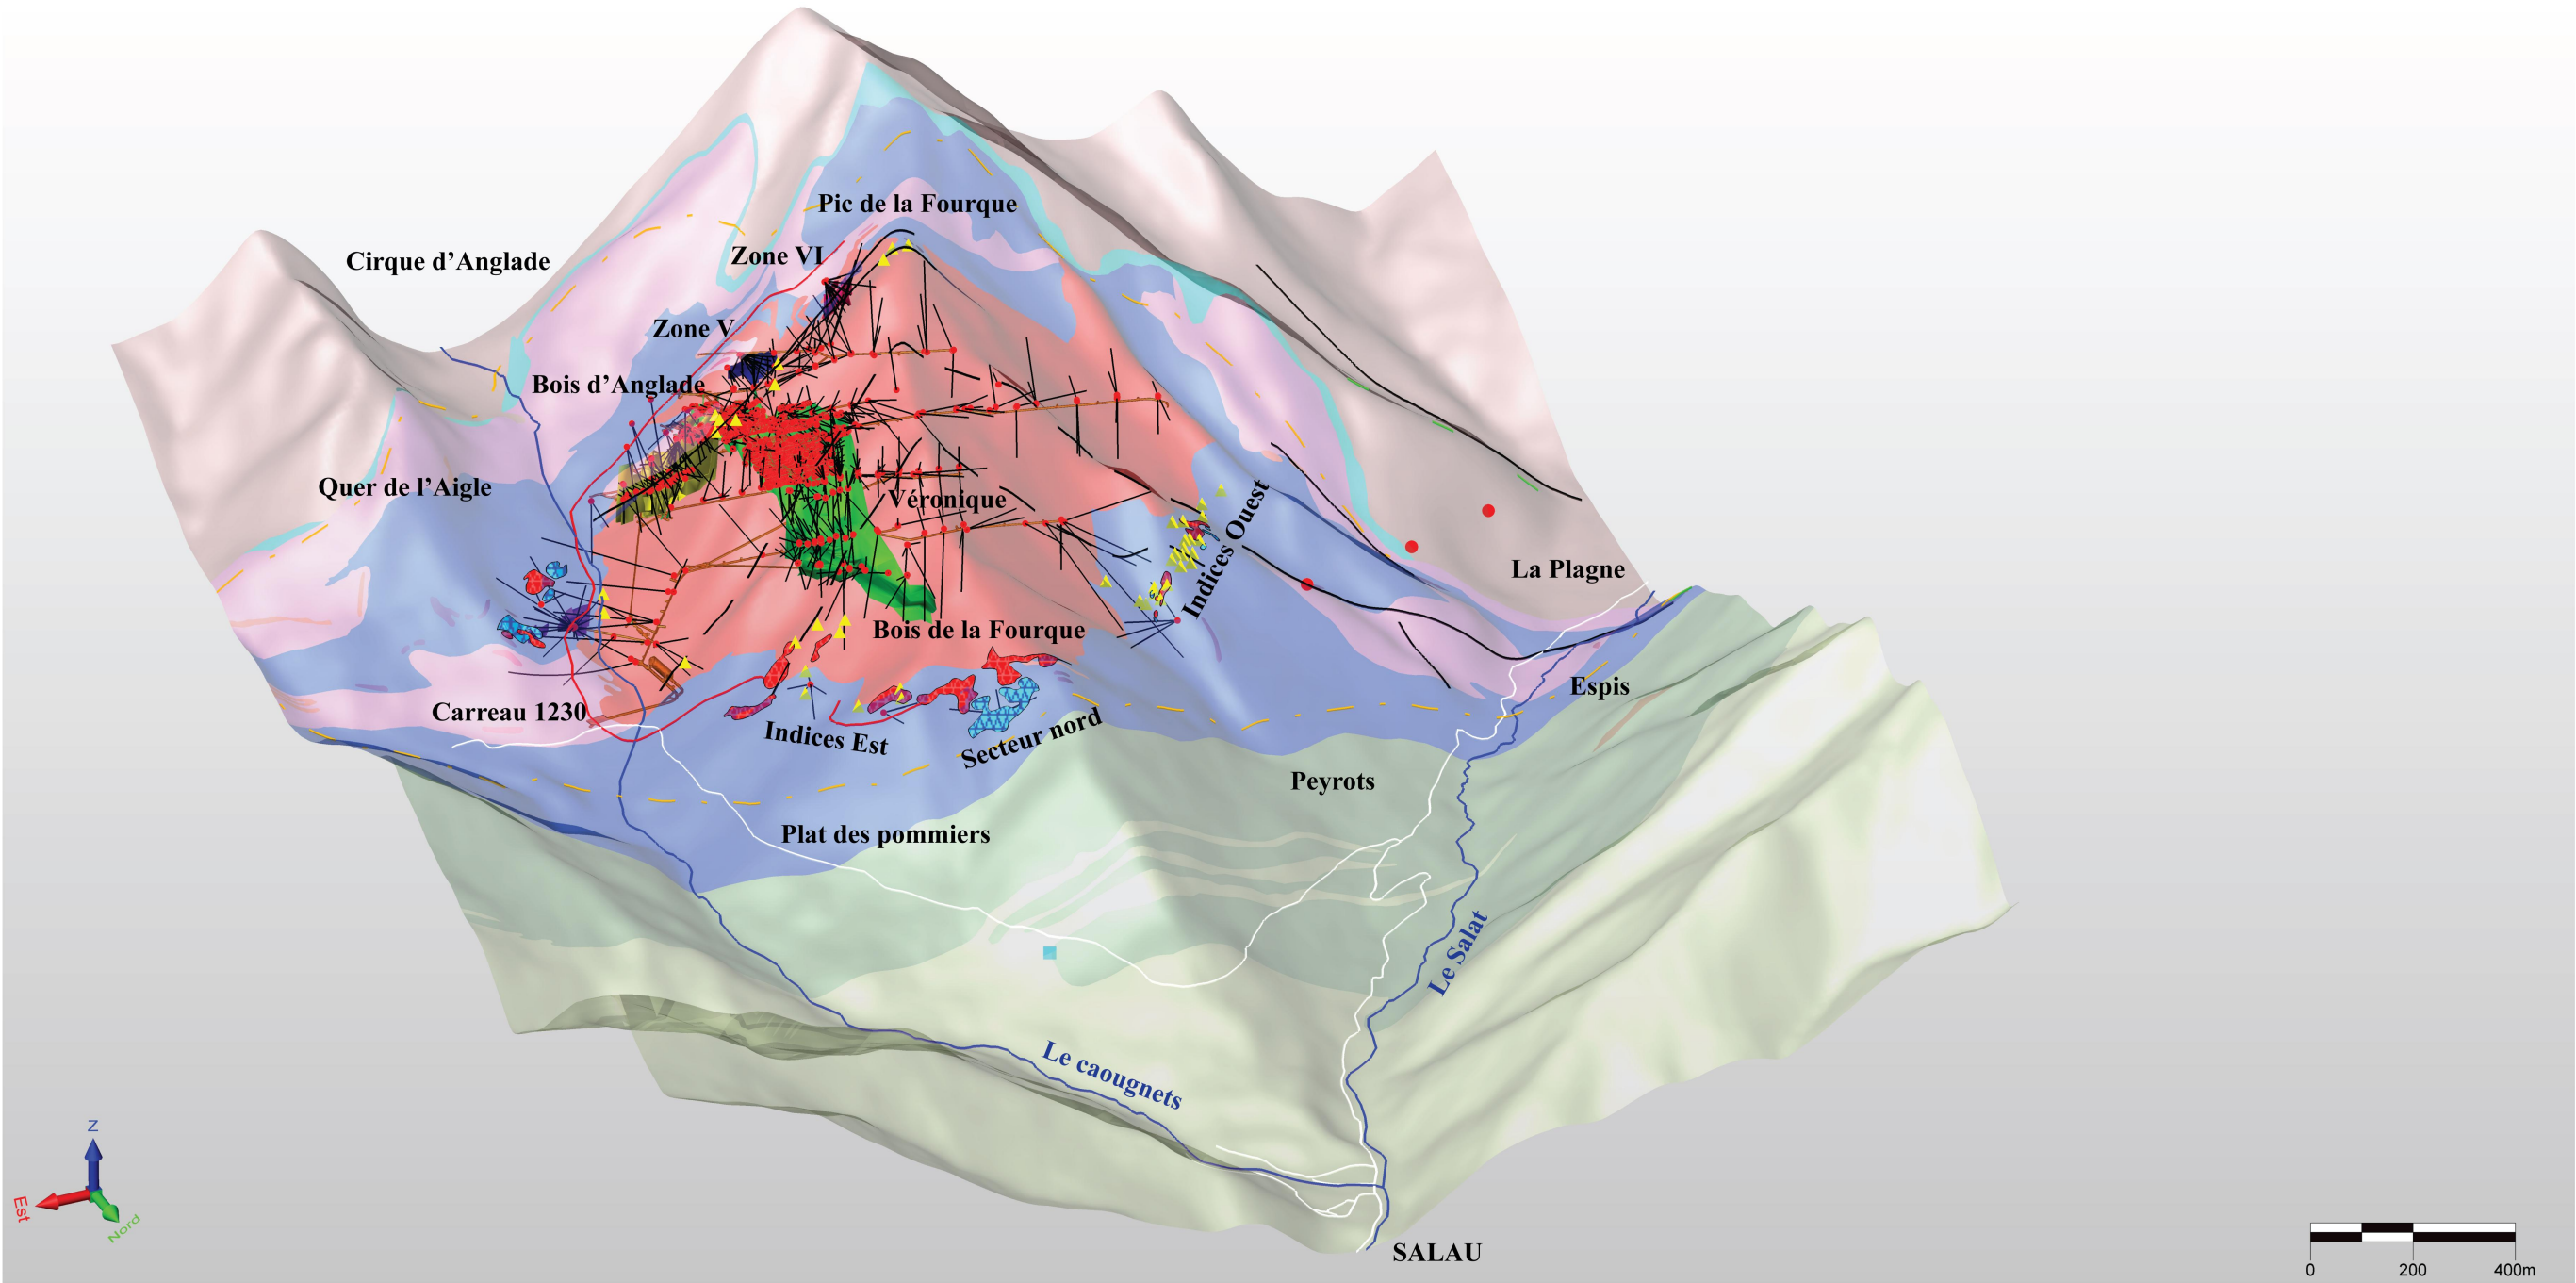 Pic de la Fourque
Zone VI
Cirque d’Anglade
Zone V
Bois d’Anglade
Quer de l’Aigle
Véronique
Indices Ouest
La Plagne
Bois de la Fourque
Espis
Carreau 1230
Indices Est
Secteur nord
Peyrots
Plat des pommiers
Le Salat
Le caougnets
Z
Est
Nord
SALAU
0 200 400m